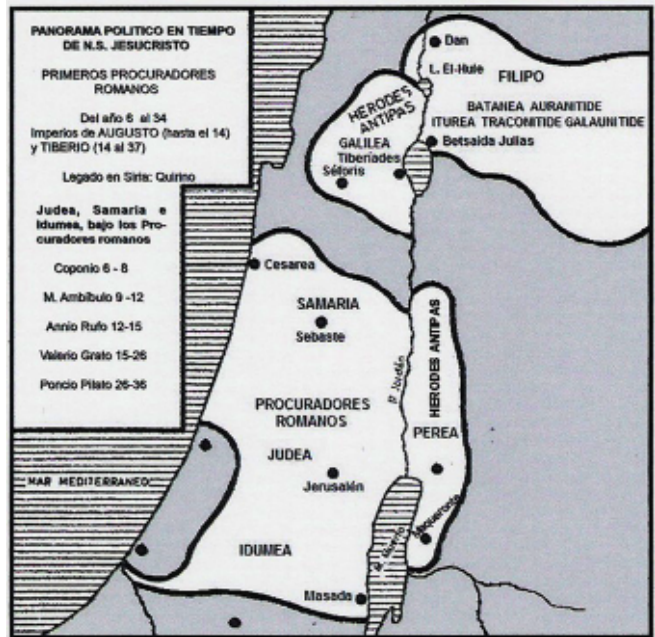 PANORAMA POLITICO EN TIEMPO
DE N.S. JESUCRISTO
PRIMEROS PROCURADORES
ROMANOS
Del año 6 al 34
Imperios de AUGUSTO (hasta el 14)
y TIBERIO (14 al 37)
Legado en Siria: Quirino
Judea, Samaria e
Idumea, bajo los Pro-
curadores romanos
Coponio 6 - 8
M. Ambíbulo 9 -12
Annio Rufo 12-15
Valerio Grato 15-26
Poncio Pilato 26-36
Dan
L. El-Hule
FILIPO
BATANEA AURANITIDE
ITUREA TRACONITIDE GALAUNITIDE
Betsaida Julias
HERODES
ANTIPAS
GALILEA
Tiberíades
Séforis
Cesarea
SAMARIA
Sebaste
R. Jordán
HERODES ANTIPAS
PEREA
PROCURADORES
ROMANOS
JUDEA
Jerusalén
MAR MEDITERRANEO
Maqueronte
M. Muerto
IDUMEA
Masada